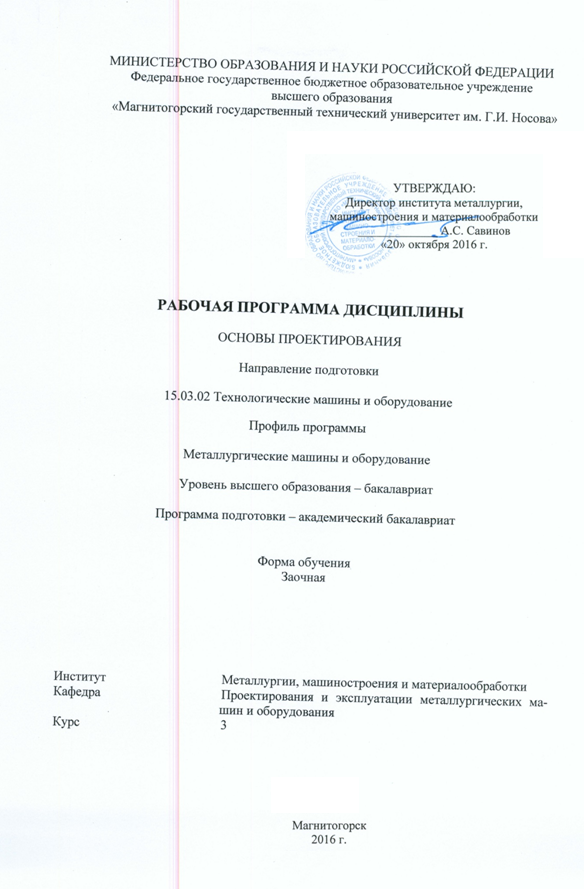 МИНИСТЕРСТВО ОБРАЗОВАНИЯ И НАУКИ РОССИЙСКОЙ ФЕДЕРАЦИИ
Федеральное государственное бюджетное образовательное учреждение
высшего образования
«Магнитогорский государственный технический университет им. Г.И. Носова»
УТВЕРЖДАЮ:
Директор института металлургии,
машиностроения и материалообработки
А.С. Савинов
«20» октября 2016 г.
СТРОЕНИЯ И
МАТЕРИАЛО-
ОБРАБОТКИ
РАБОЧАЯ ПРОГРАММА ДИСЦИПЛИНЫ
ОСНОВЫ ПРОЕКТИРОВАНИЯ
Направление подготовки
15.03.02 Технологические машины и оборудование
Профиль программы
Металлургические машины и оборудование
Уровень высшего образования – бакалавриат
Программа подготовки – академический бакалавриат
Форма обучения
Заочная
Институт Металлургии, машиностроения и материалообработки
Кафедра Проектирования и эксплуатации металлургических ма-
шин и оборудования
Курс 3
Магнитогорск
2016 г.